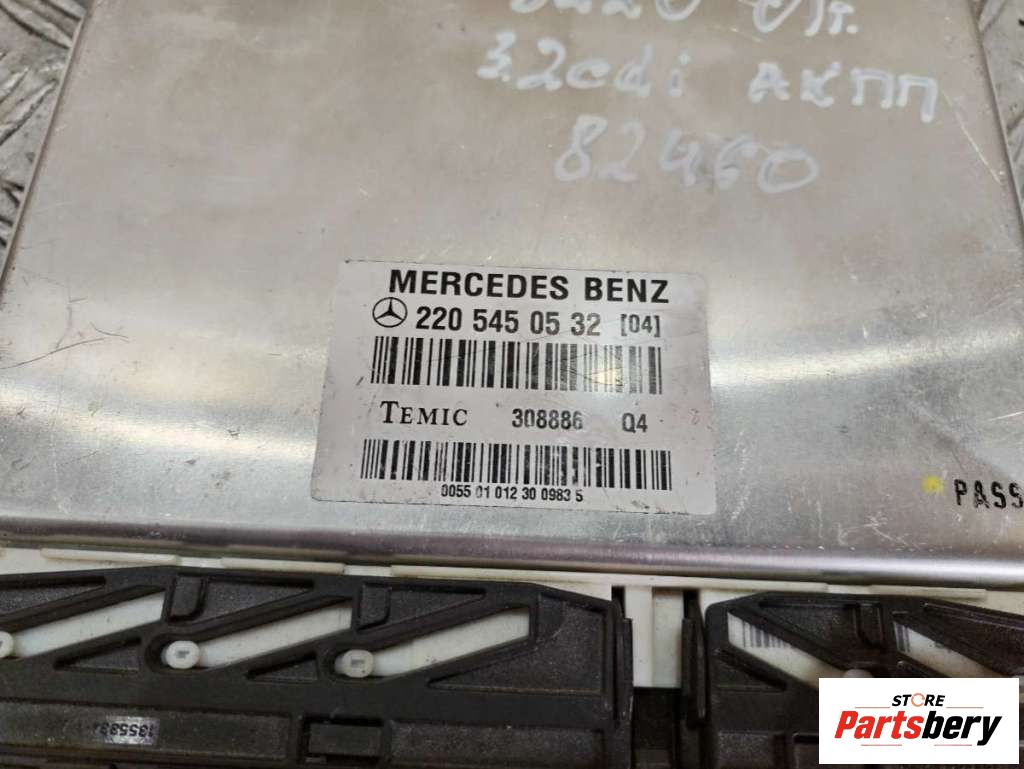 3.2cdi АКПП
82460
MERCEDES BENZ
220 545 05 32 [04]
TEMIC 308886 Q4
0055 01 012 30 0983 5
PASS
STORE
Partsbery